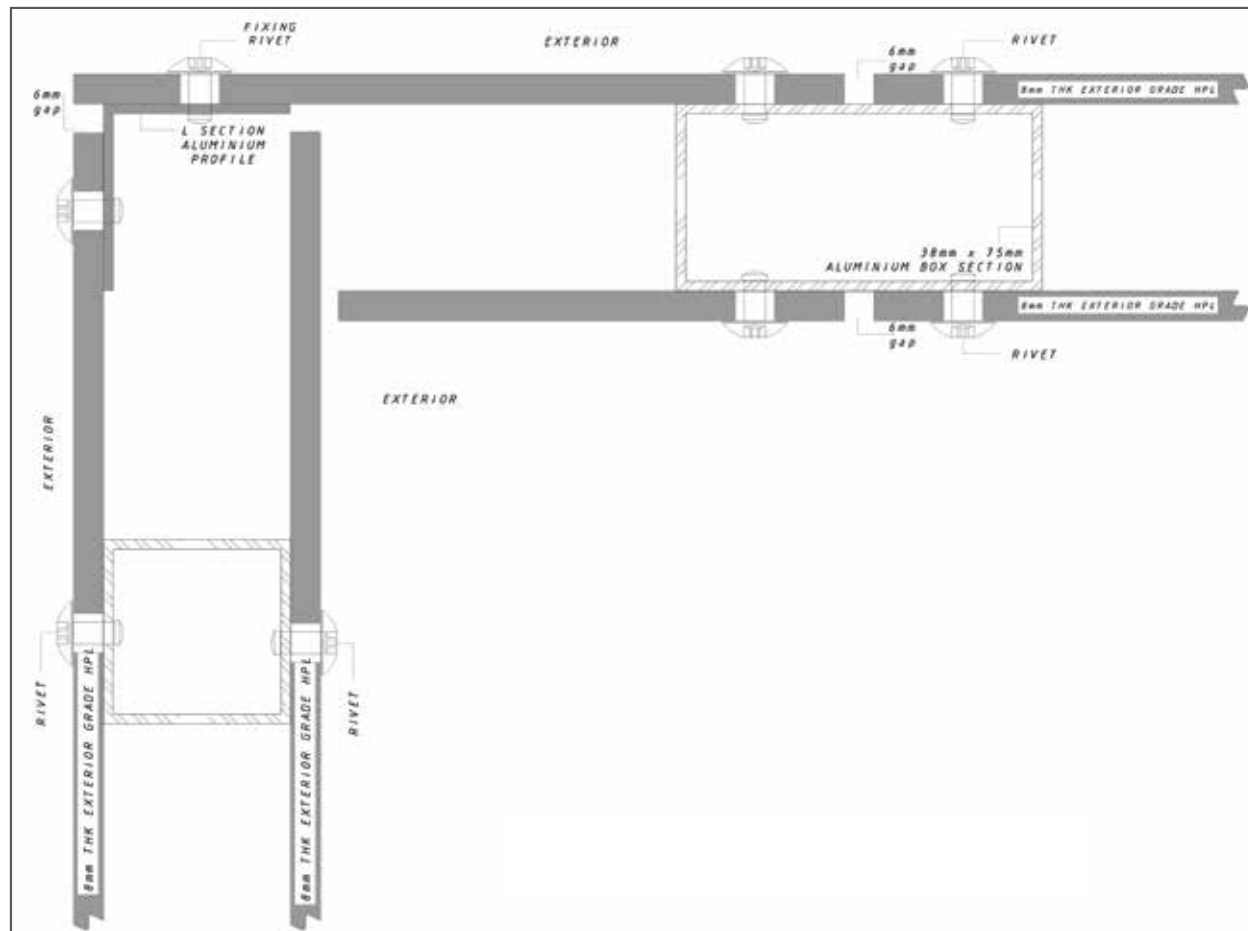 FIXING
RIVET
EXTERIOR
6mm
gap
RIVET
6mm
gap
8mm THK EXTERIOR GRADE HPL
L SECTION
ALUMINIUM
PROFILE
38mm x 75mm
ALUMINIUM BOX SECTION
8mm THK EXTERIOR GRADE HPL
6mm
gap
RIVET
EXTERIOR
EXTERIOR
RIVET
RIVET
8mm THK EXTERIOR GRADE HPL
8mm THK EXTERIOR GRADE HPL